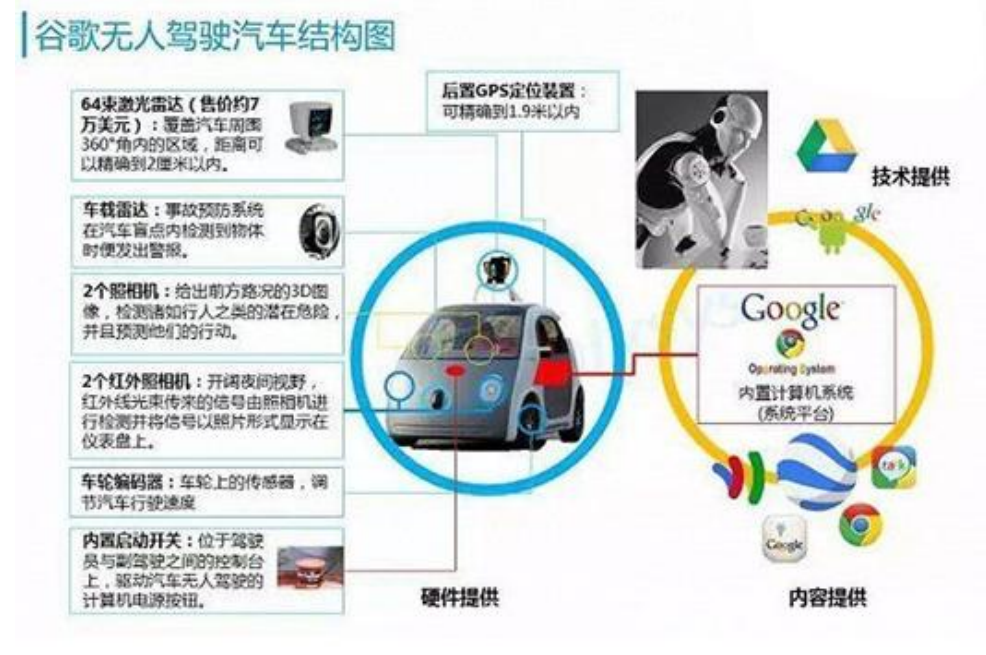 谷歌无人驾驶汽车结构图
64束激光雷达（售价约7
万美元）：覆盖汽车周围
360°角内的区域，距离可
以精确到2厘米以内。
后置GPS定位装置：
可精确到1.9米以内
车载雷达：事故预防系统
在汽车盲点内检测到物体
时便发出警报。
2个照相机：给出前方路况的3D图
像，检测诸如行人之类的潜在危险，
并且预测他们的行动。
2个红外照相机：开阔夜间视野，
红外线光束传来的信号由照相机进
行检测并将信号以照片形式显示在
仪表盘上。
车轮编码器：车轮上的传感器，调
节汽车行驶速度
内置启动开关：位于驾驶
员与副驾驶之间的控制台
上，驱动汽车无人驾驶的
计算机电源按钮。
硬件提供
技术提供
Google
Operating System
内置计算机系统
(系统平台)
talk
Google
内容提供